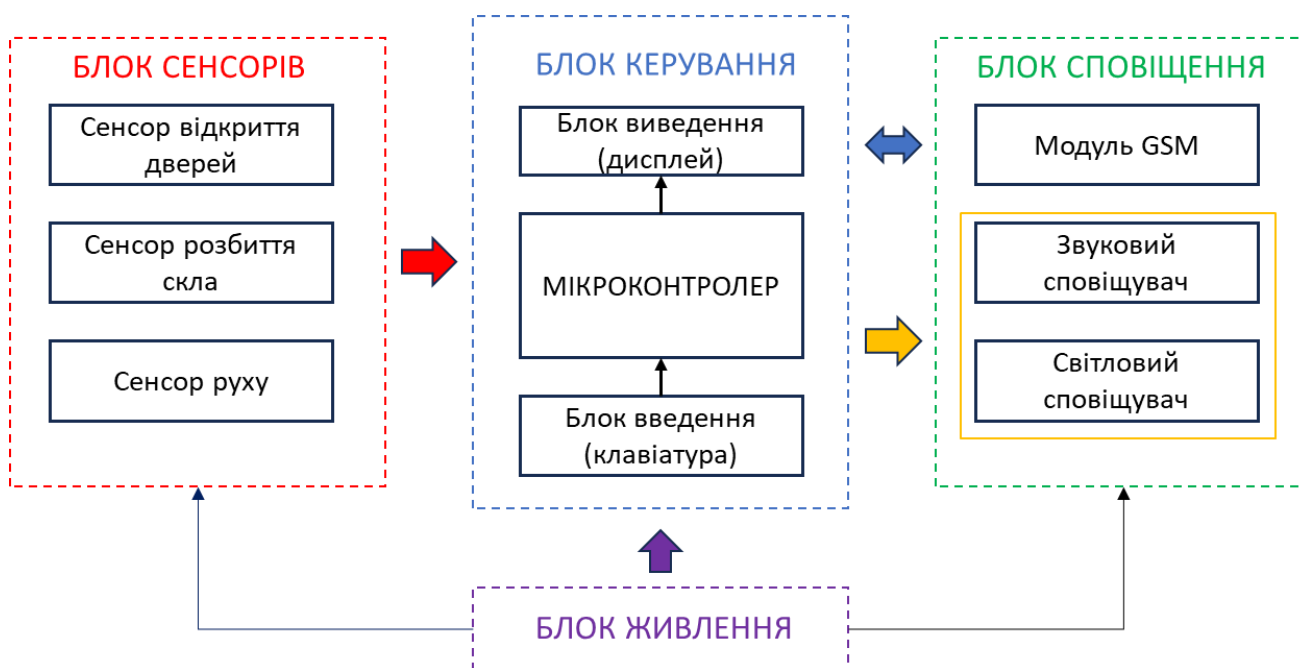 БЛОК СЕНСОРІВ
Сенсор відкриття
дверей
Сенсор розбиття
скла
Сенсор руху
БЛОК КЕРУВАННЯ
Блок виведення
(дисплей)
МІКРОКОНТРОЛЕР
Блок введення
(клавіатура)
БЛОК СПОВІЩЕННЯ
Модуль GSM
Звуковий
сповіщувач
Світловий
сповіщувач
БЛОК ЖИВЛЕННЯ